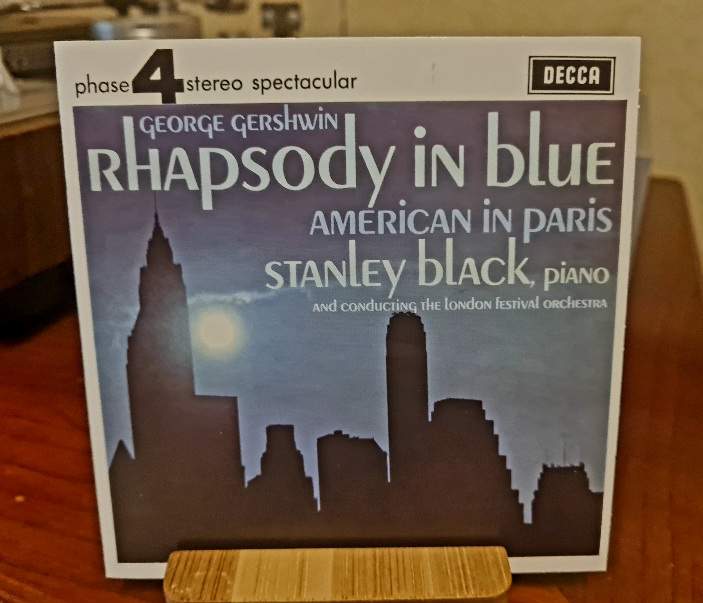 phase 4 stereo spectacular
DECCA
GEORGE GERSHWIN
RHAPSODY IN BLUE
AMERICAN IN PARIS
STANLEY BLACK, PIANO
AND CONDUCTING THE LONDON FESTIVAL ORCHESTRA